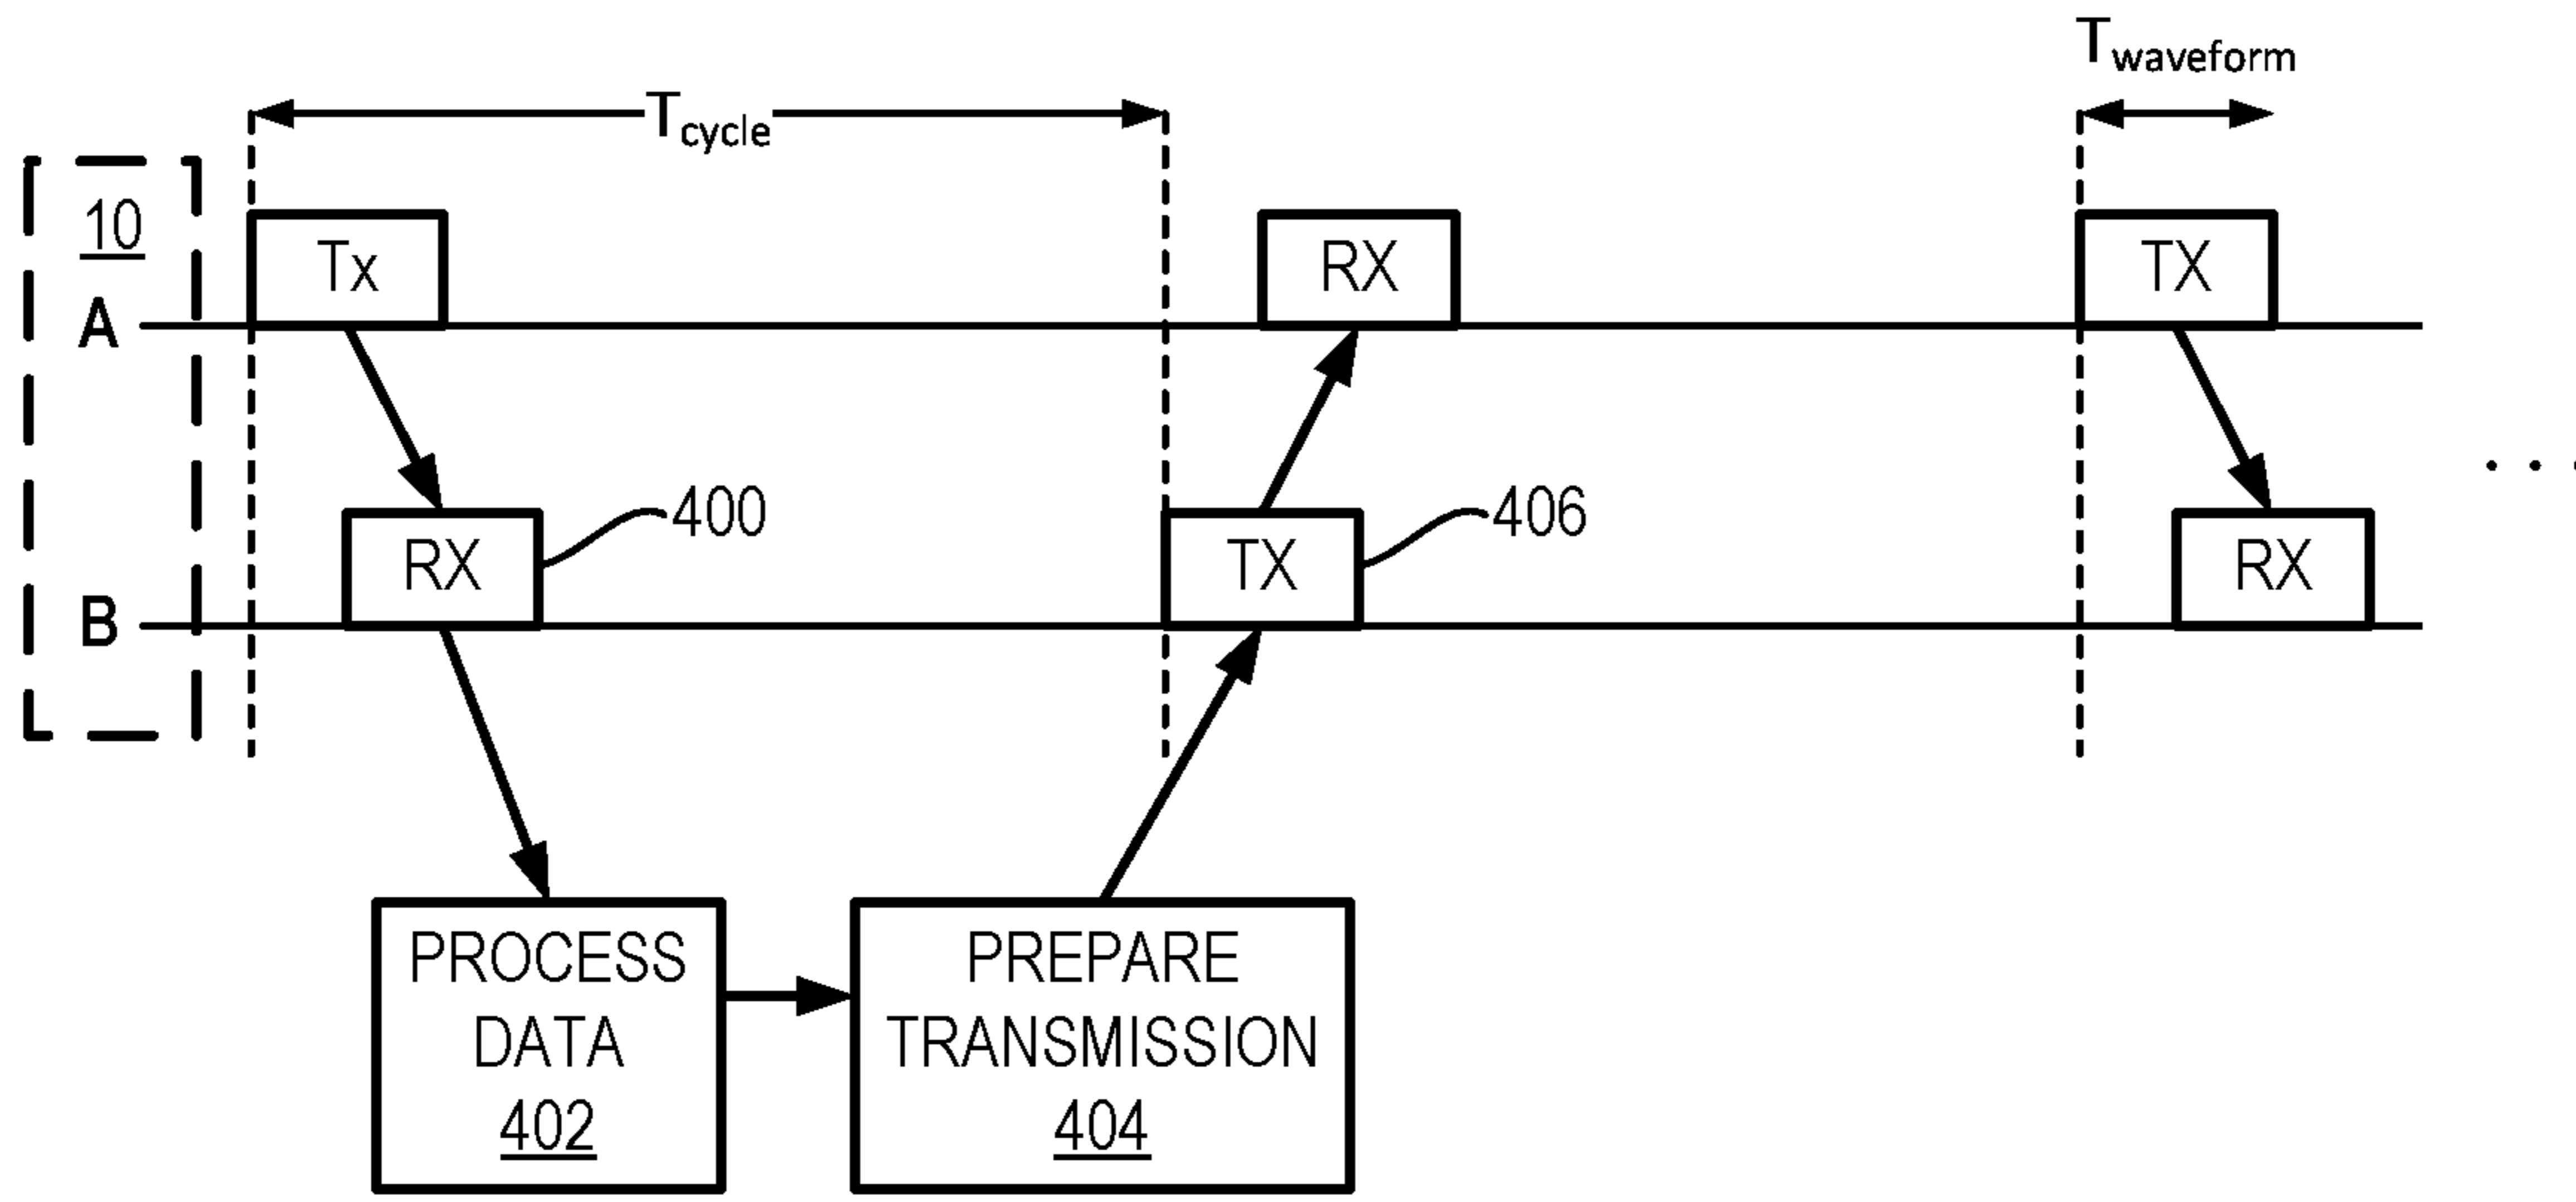 Twaveform
Tcycle
10
Tx
RX
TX
A
400
406
RX
TX
RX
B
. . .
PROCESS
DATA
402
PREPARE
TRANSMISSION
404